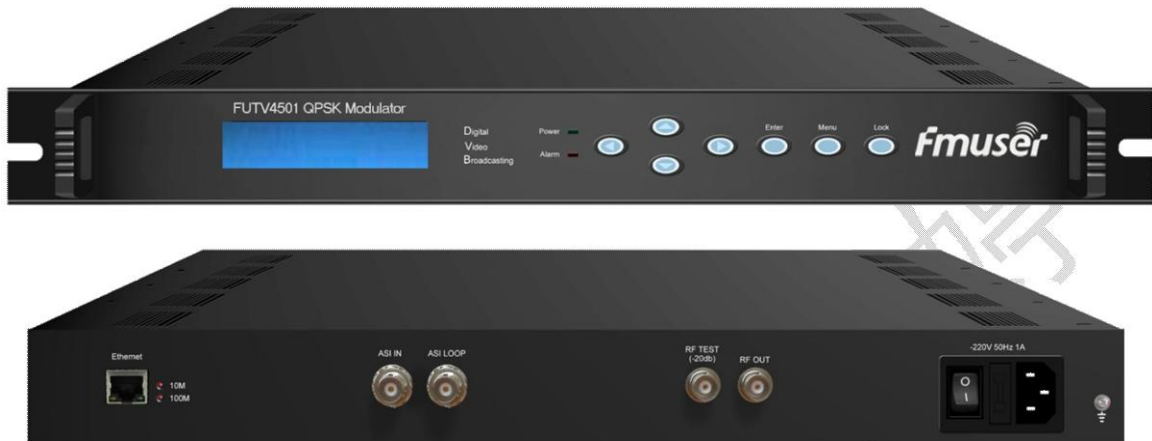 FUTV4501 QPSK Modulator
Digital
Video
Broadcasting
Power
Alarm
Enter
Menu
Lock
Fmuser
Ethernet
10M
100M
ASI IN
ASI LOOP
RF TEST
(-20db)
RF OUT
-220V 50Hz 1A
O
I